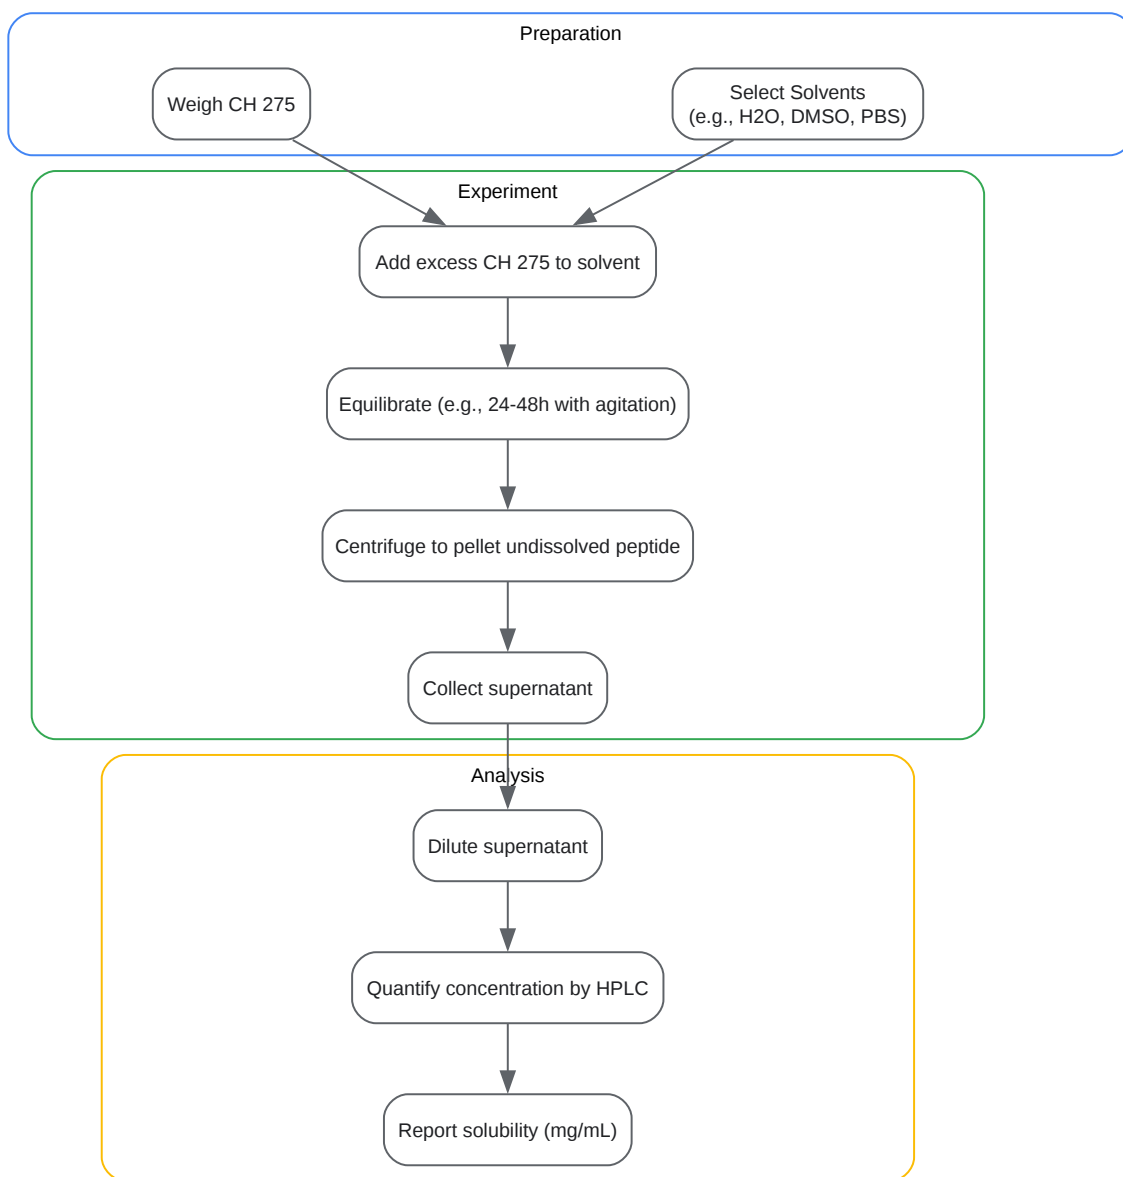 Preparation
Weigh CH 275
Select Solvents
(e.g., H2O, DMSO, PBS)
Experiment
Add excess CH 275 to solvent
Equilibrate (e.g., 24-48h with agitation)
Centrifuge to pellet undissolved peptide
Collect supernatant
Analysis
Dilute supernatant
Quantify concentration by HPLC
Report solubility (mg/mL)